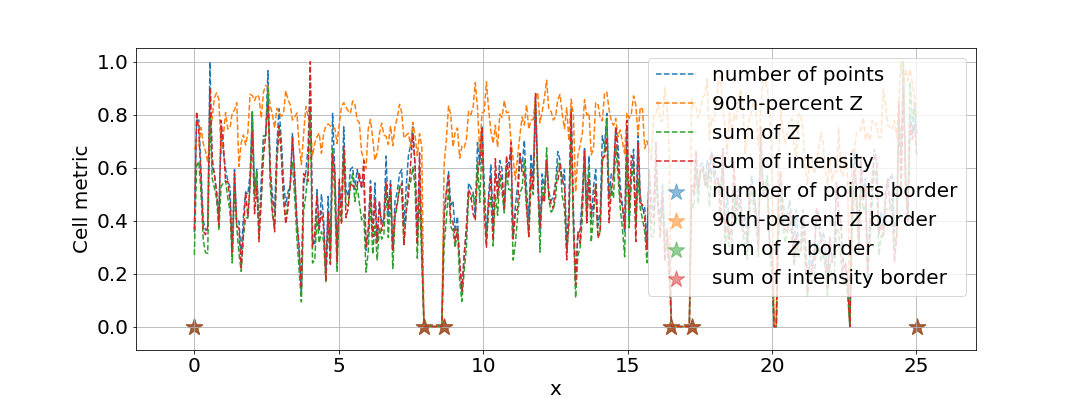 1.0
0.8
0.6
0.4
0.2
0.0
Cell metric
number of points
90th-percent Z
sum of Z
sum of intensity
number of points border
90th-percent Z border
sum of Z border
sum of intensity border
0 5 10 15 20 25
x